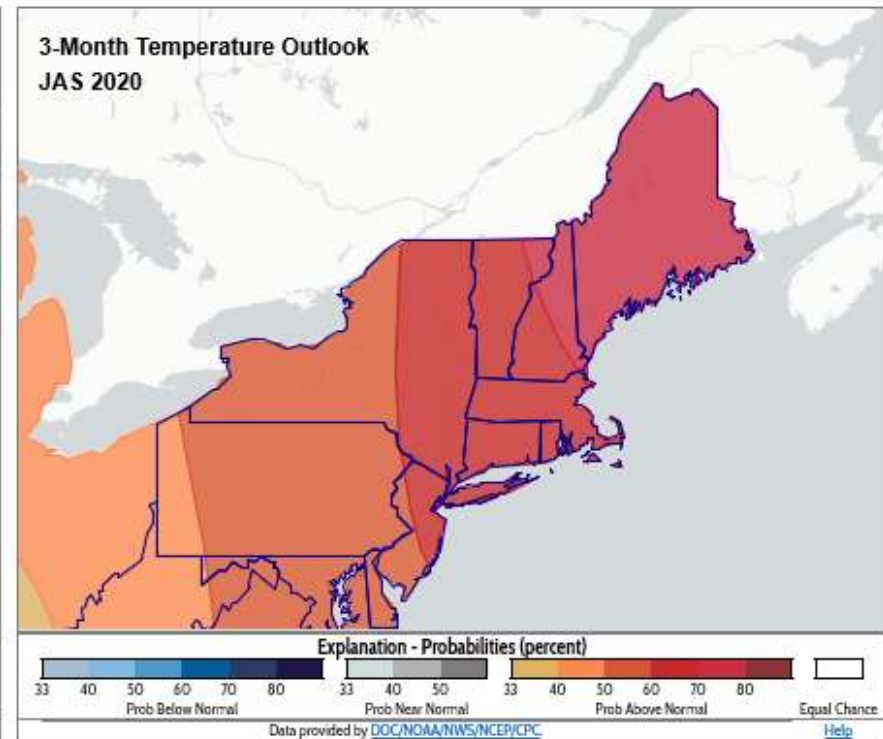 3-Month Temperature Outlook
JAS 2020
Explanation - Probabilities (percent)
33 40 50 60 70 80 33 40 50 33 40 50 60 70 80
Prob Below Normal Prob Near Normal Prob Above Normal Equal Chance
Data provided by DOC/NOAA/NWS/NCEP/CPC Help